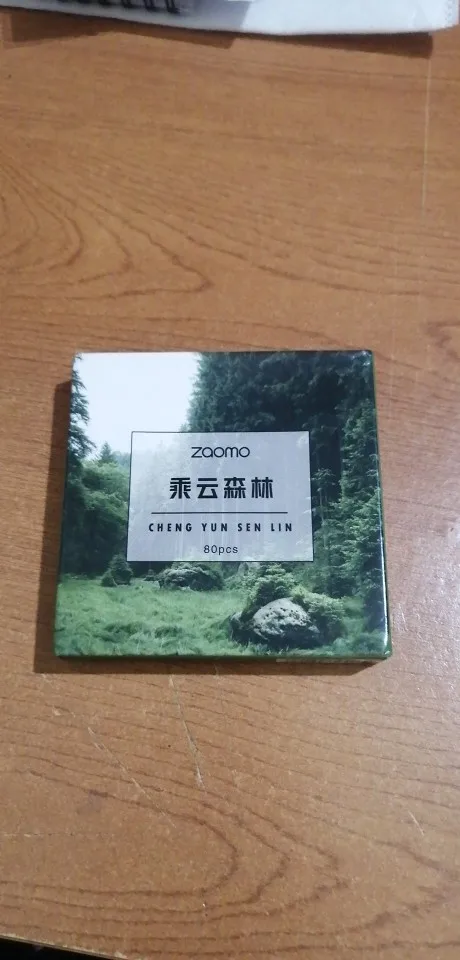 zaomo
乘云森林
CHENG YUN SEN LIN
80pcs